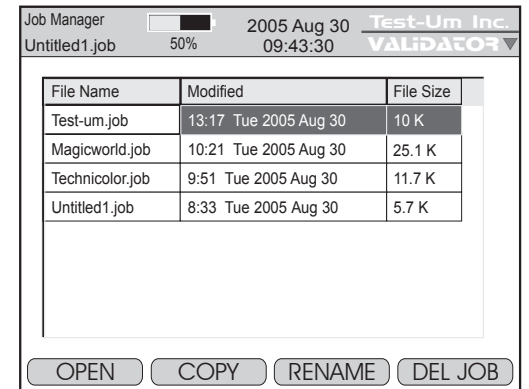 Job Manager
Untitled1.job
50%
2005 Aug 30
09:43:30
Test-Um Inc.
VALiDATOR
File Name Modified File Size
Test-um.job 13:17 Tue 2005 Aug 30 10 K
Magicworld.job 10:21 Tue 2005 Aug 30 25.1 K
Technicolor.job 9:51 Tue 2005 Aug 30 11.7 K
Untitled1.job 8:33 Tue 2005 Aug 30 5.7 K
OPEN COPY RENAME DEL JOB